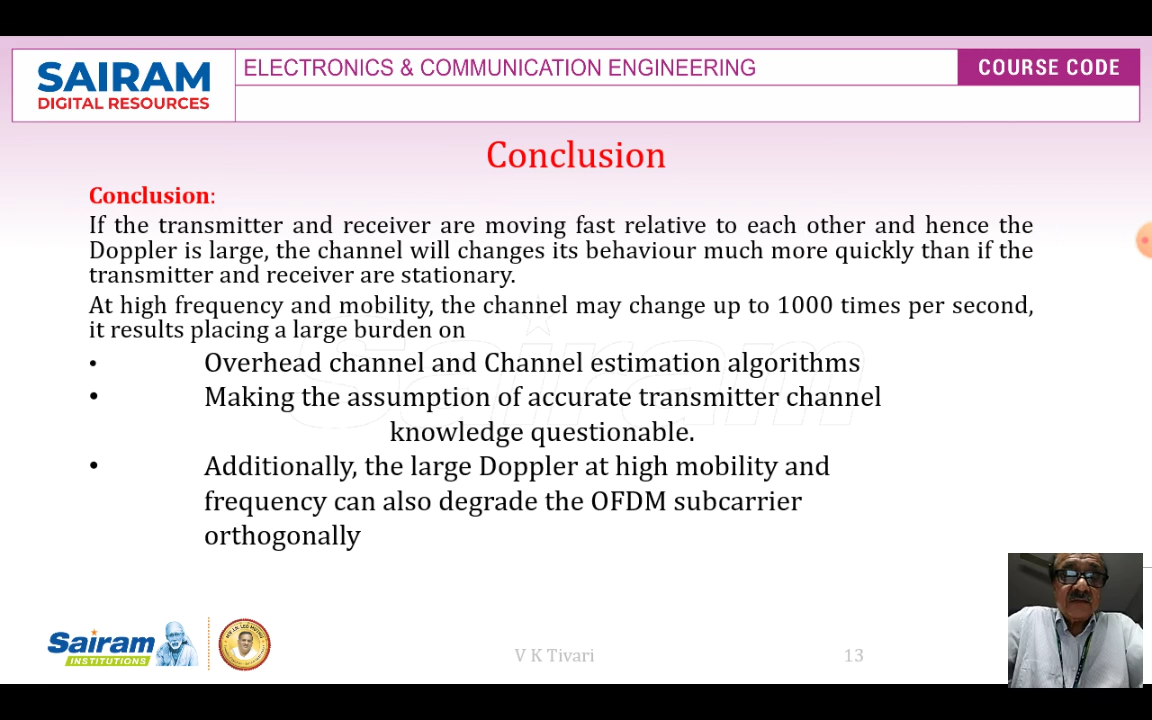 SAIRAM
DIGITAL RESOURCES
ELECTRONICS & COMMUNICATION ENGINEERING
COURSE CODE
Conclusion
Conclusion:
If the transmitter and receiver are moving fast relative to each other and hence the
Doppler is large, the channel will changes its behaviour much more quickly than if the
transmitter and receiver are stationary.
At high frequency and mobility, the channel may change up to 1000 times per second,
it results placing a large burden on
• Overhead channel and Channel estimation algorithms
• Making the assumption of accurate transmitter channel
knowledge questionable.
• Additionally, the large Doppler at high mobility and
frequency can also degrade the OFDM subcarrier
orthogonally
Sairam
Sairam
INSTITUTIONS
V K Tivari
13